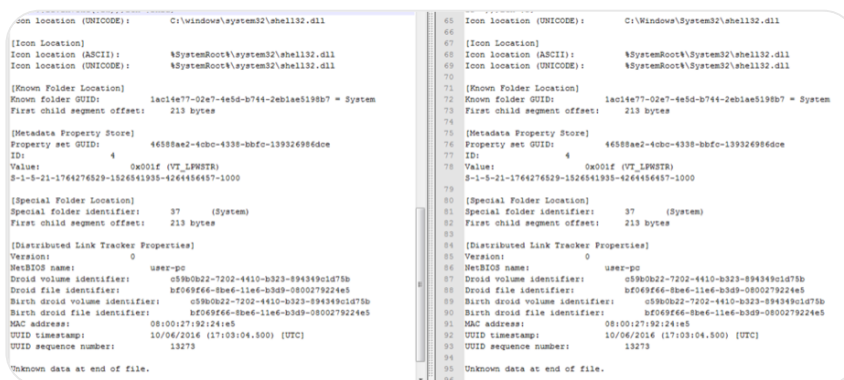 Icon location (UNICODE): C:\windows\system32\shell32.dll
[Icon Location]
Icon location (ASCII): %SystemRoot%\system32\shell32.dll
Icon location (UNICODE): %SystemRoot%\system32\shell32.dll
[Known Folder Location]
Known folder GUID: 1ac14e77-02e7-4e5d-b744-2eb1ae5198b7 = System
First child segment offset: 213 bytes
[Metadata Property Store]
Property set GUID: 46588ae2-4cbc-4338-bbfc-139326986dce
ID: 4
Value: 0x001f (VT_LPWSTR)
S-1-5-21-1764276529-1526541935-4264456457-1000
[Special Folder Location]
Special folder identifier: 37 (System)
First child segment offset: 213 bytes
[Distributed Link Tracker Properties]
Version: 0
NetBIOS name: user-pc
Droid volume identifier: c59b0b22-7202-4410-b323-894349c1d75b
Droid file identifier: bf069f66-8be6-11e6-b3d9-0800279224e5
Birth droid volume identifier: c59b0b22-7202-4410-b323-894349c1d75b
Birth droid file identifier: bf069f66-8be6-11e6-b3d9-0800279224e5
MAC address: 08:00:27:92:24:e5
UUID timestamp: 10/06/2016 (17:03:04.500) [UTC]
UUID sequence number: 13273
Unknown data at end of file.
65 Icon location (UNICODE): C:\Windows\System32\shell32.dll
66
67 [Icon Location]
68 Icon location (ASCII): %SystemRoot%\System32\shell32.dll
69 Icon location (UNICODE): %SystemRoot%\System32\shell32.dll
70
71 [Known Folder Location]
72 Known folder GUID: 1ac14e77-02e7-4e5d-b744-2eb1ae5198b7 = System
73 First child segment offset: 213 bytes
74
75 [Metadata Property Store]
76 Property set GUID: 46588ae2-4cbc-4338-bbfc-139326986dce
77 ID: 4
78 Value: 0x001f (VT_LPWSTR)
S-1-5-21-1764276529-1526541935-4264456457-1000
79
80 [Special Folder Location]
81 Special folder identifier: 37 (System)
82 First child segment offset: 213 bytes
83
84 [Distributed Link Tracker Properties]
85 Version: 0
86 NetBIOS name: user-pc
87 Droid volume identifier: c59b0b22-7202-4410-b323-894349c1d75b
88 Droid file identifier: bf069f66-8be6-11e6-b3d9-0800279224e5
89 Birth droid volume identifier: c59b0b22-7202-4410-b323-894349c1d75b
90 Birth droid file identifier: bf069f66-8be6-11e6-b3d9-0800279224e5
91 MAC address: 08:00:27:92:24:e5
92 UUID timestamp: 10/06/2016 (17:03:04.500) [UTC]
93 UUID sequence number: 13273
94
95 Unknown data at end of file.